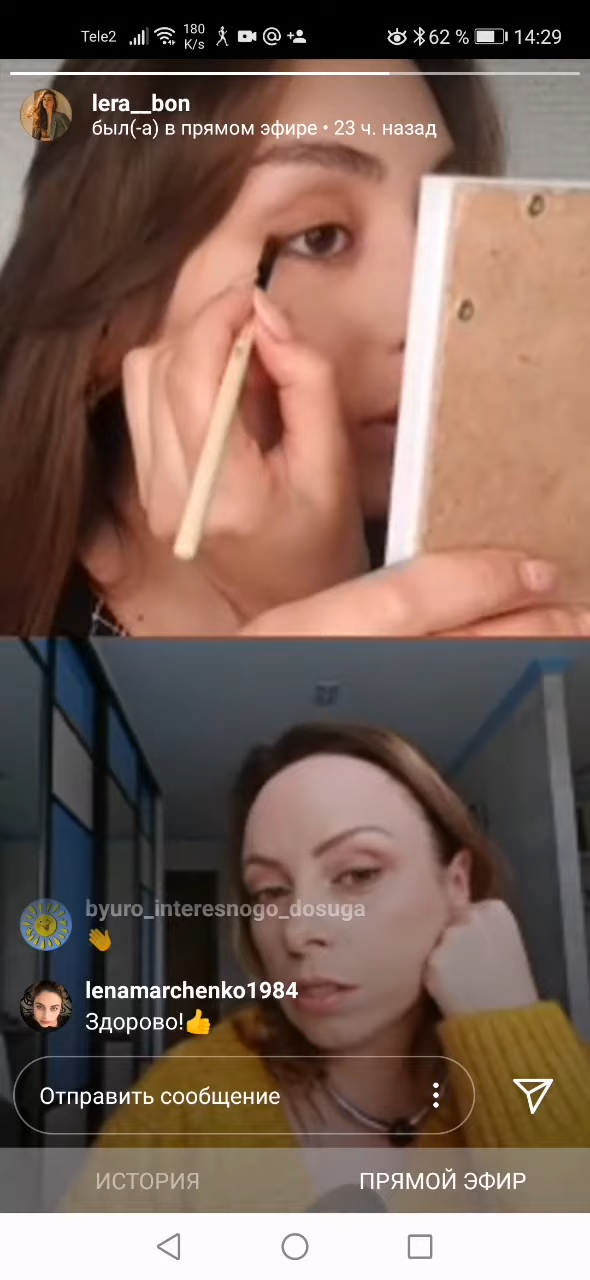 Tele2 180 K/s 62 % 14:29
lera__bon
был(-а) в прямом эфире • 23 ч. назад
byuro_interesnogo_dosuga
👋
lenamarchenko1984
Здорово!👍
Отправить сообщение
ИСТОРИЯ ПРЯМОЙ ЭФИР